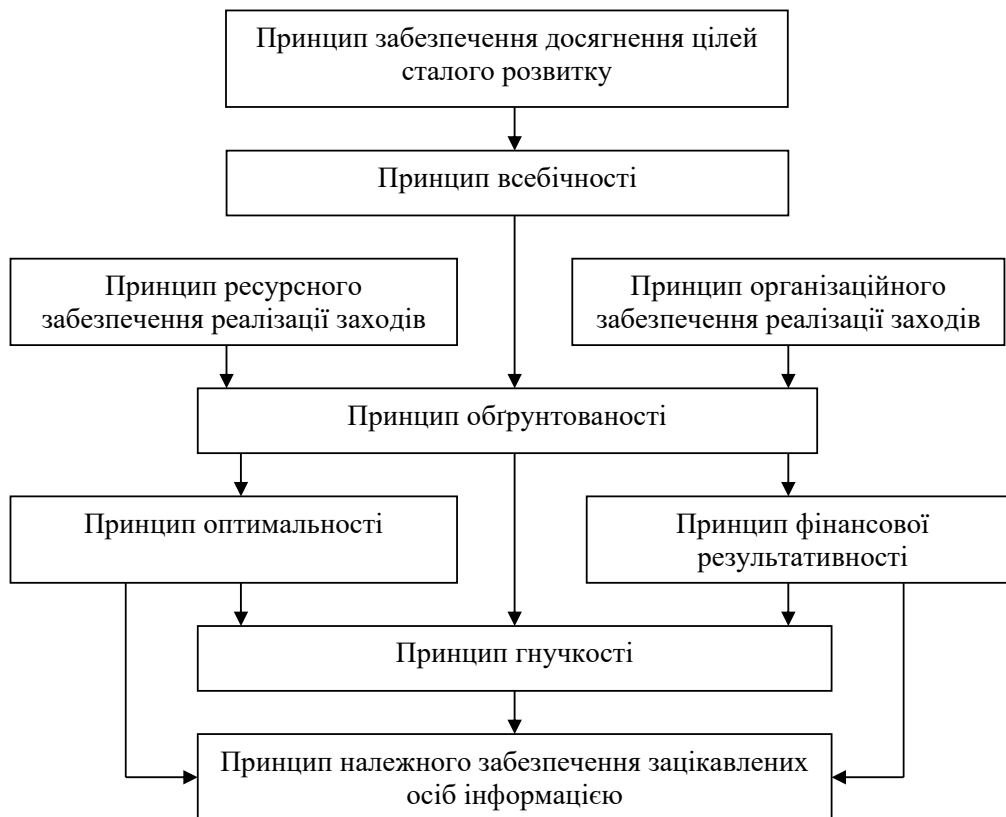 Принцип забезпечення досягнення цілей
сталого розвитку
Принцип всебічності
Принцип ресурсного
забезпечення реалізації заходів
Принцип організаційного
забезпечення реалізації заходів
Принцип обґрунтованості
Принцип оптимальності
Принцип фінансової
результативності
Принцип гнучкості
Принцип належного забезпечення зацікавлених
осіб інформацією